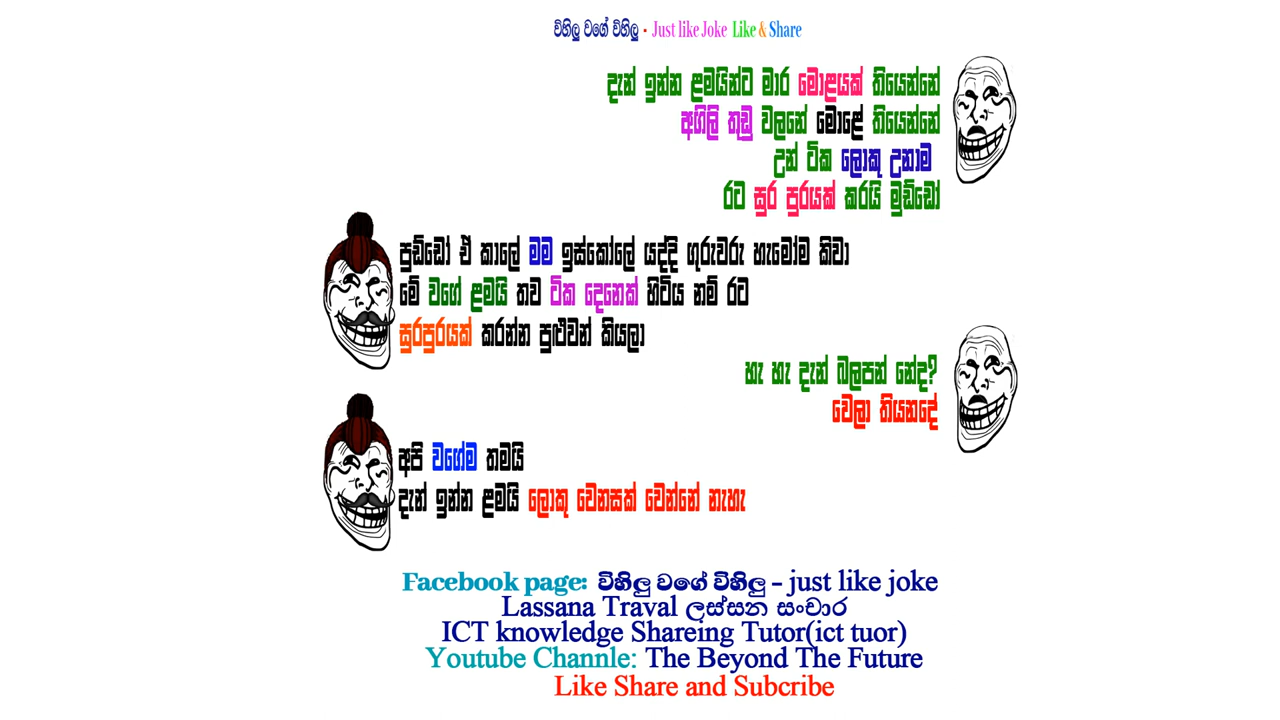 විහිලු වගේ විහිලු - Just like Joke Like & Share
දැන් ඉන්න ළමයින්ට මාර මොළයක් තියෙන්නේ
අගිලි තුඩු වලනේ මොළේ තියෙන්නේ
උන් ටික ලොකු උනාම
රට සුර පුරයක් කරයි මුඩ්ඩෝ
පුඩ්ඩෝ ඒ කාලේ මම ඉස්කෝලේ යද්දි ගුරුවරු හැමෝම කිවා
මේ වගේ ළමයි තව ටික දෙනෙක් හිටිය නම් රට
සුරපුරයක් කරන්න පුළුවන් කියලා
හැ හැ දැන් බලපන් නේද?
වෙලා තියනදේ
අපි වගේම තමයි
දැන් ඉන්න ළමයි ලොකු වෙනසක් වෙන්නේ නැහැ
Facebook page: විහිලු වගේ විහිලු - just like joke
Lassana Traval ලස්සන සංචාර
ICT knowledge Shareing Tutor(ict tuor)
Youtube Channle: The Beyond The Future
Like Share and Subcribe